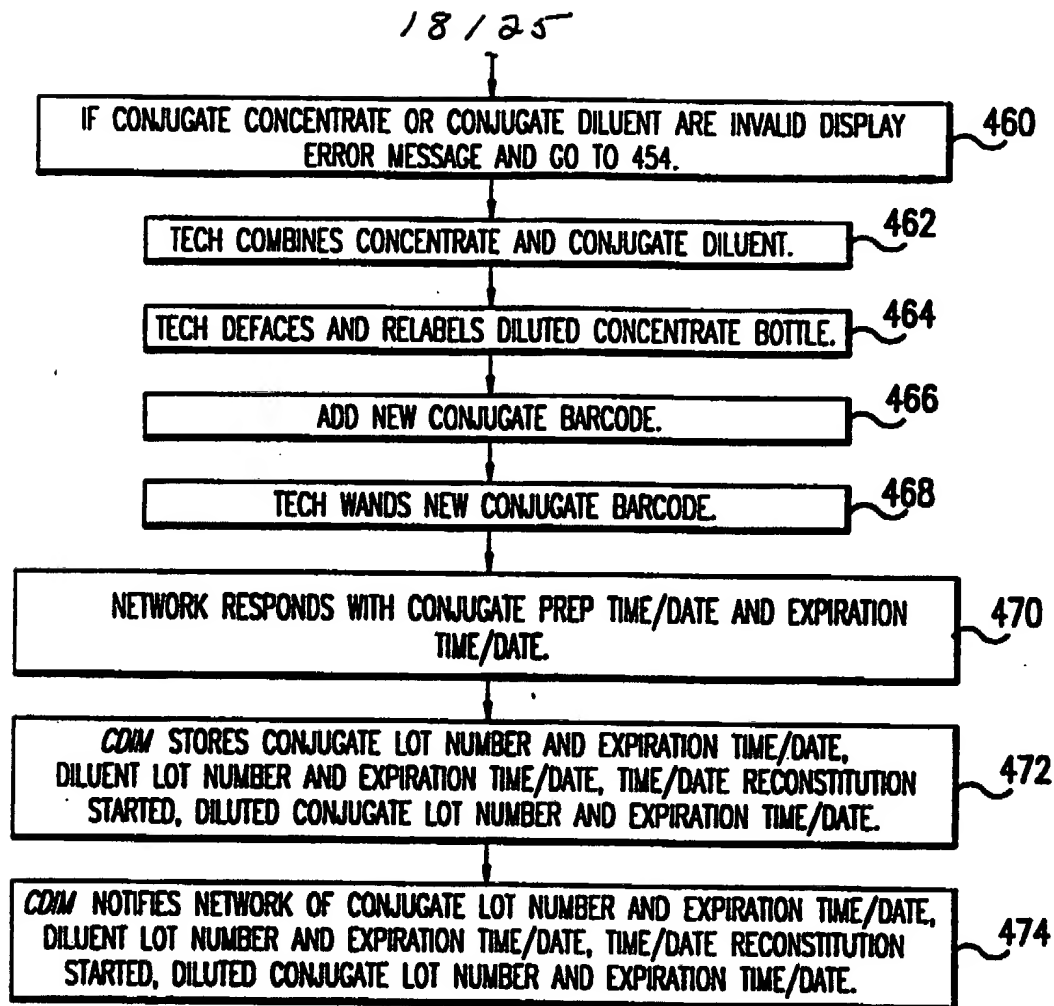 18/25
IF CONJUGATE CONCENTRATE OR CONJUGATE DILUENT ARE INVALID DISPLAY
ERROR MESSAGE AND GO TO 454.
460
TECH COMBINES CONCENTRATE AND CONJUGATE DILUENT.
462
TECH DEFACES AND RELABELS DILUTED CONCENTRATE BOTTLE.
464
ADD NEW CONJUGATE BARCODE.
466
TECH WANDS NEW CONJUGATE BARCODE.
468
NETWORK RESPONDS WITH CONJUGATE PREP TIME/DATE AND EXPIRATION
TIME/DATE.
470
CDIM STORES CONJUGATE LOT NUMBER AND EXPIRATION TIME/DATE,
DILUENT LOT NUMBER AND EXPIRATION TIME/DATE, TIME/DATE RECONSTITUTION
STARTED, DILUTED CONJUGATE LOT NUMBER AND EXPIRATION TIME/DATE.
472
CDIM NOTIFIES NETWORK OF CONJUGATE LOT NUMBER AND EXPIRATION TIME/DATE,
DILUENT LOT NUMBER AND EXPIRATION TIME/DATE, TIME/DATE RECONSTITUTION
STARTED, DILUTED CONJUGATE LOT NUMBER AND EXPIRATION TIME/DATE.
474